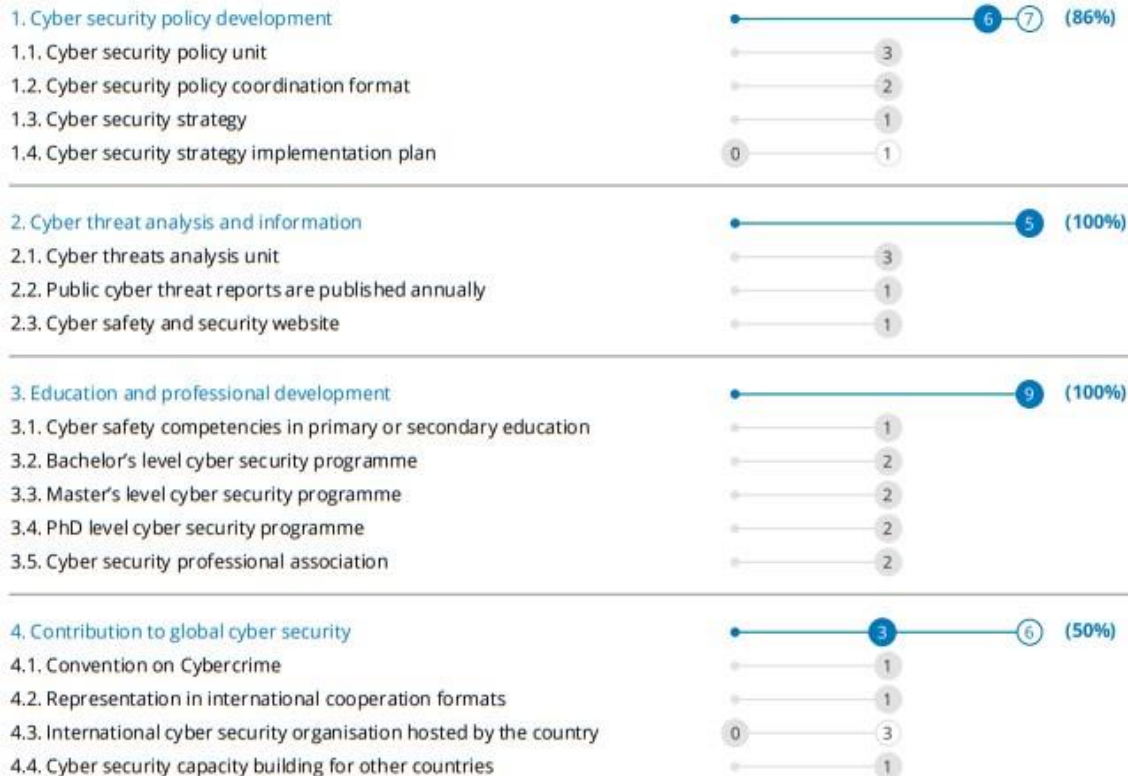 1. Cyber security policy development 6 7 (86%)
1.1. Cyber security policy unit 3
1.2. Cyber security policy coordination format 2
1.3. Cyber security strategy 1
1.4. Cyber security strategy implementation plan 0 1
2. Cyber threat analysis and information 5 (100%)
2.1. Cyber threats analysis unit 3
2.2. Public cyber threat reports are published annually 1
2.3. Cyber safety and security website 1
3. Education and professional development 9 (100%)
3.1. Cyber safety competencies in primary or secondary education 1
3.2. Bachelor's level cyber security programme 2
3.3. Master's level cyber security programme 2
3.4. PhD level cyber security programme 2
3.5. Cyber security professional association 2
4. Contribution to global cyber security 3 6 (50%)
4.1. Convention on Cybercrime 1
4.2. Representation in international cooperation formats 1
4.3. International cyber security organisation hosted by the country 0 3
4.4. Cyber security capacity building for other countries 1